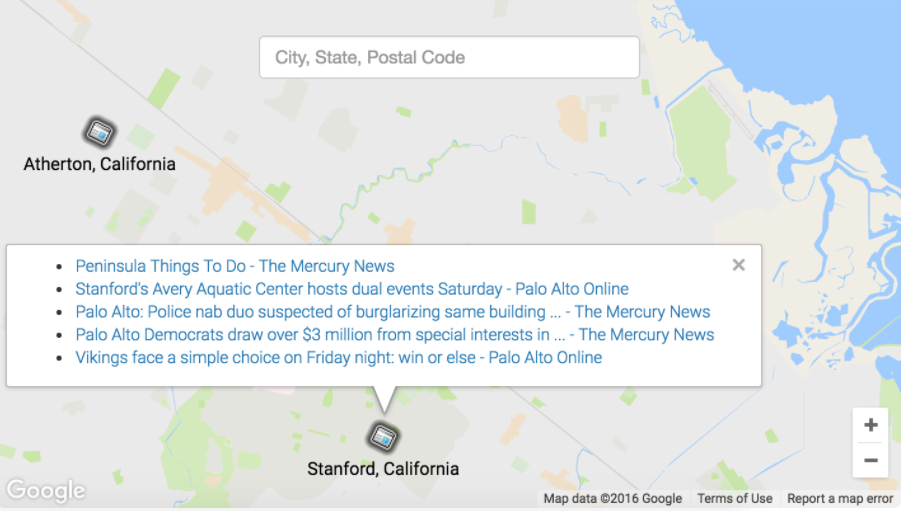 City, State, Postal Code
Atherton, California
Peninsula Things To Do - The Mercury News
Stanford's Avery Aquatic Center hosts dual events Saturday - Palo Alto Online
Palo Alto: Police nab duo suspected of burglarizing same building ... - The Mercury News
Palo Alto Democrats draw over $3 million from special interests in ... - The Mercury News
Vikings face a simple choice on Friday night: win or else - Palo Alto Online
Stanford, California
Google
Map data ©2016 Google
Terms of Use
Report a map error